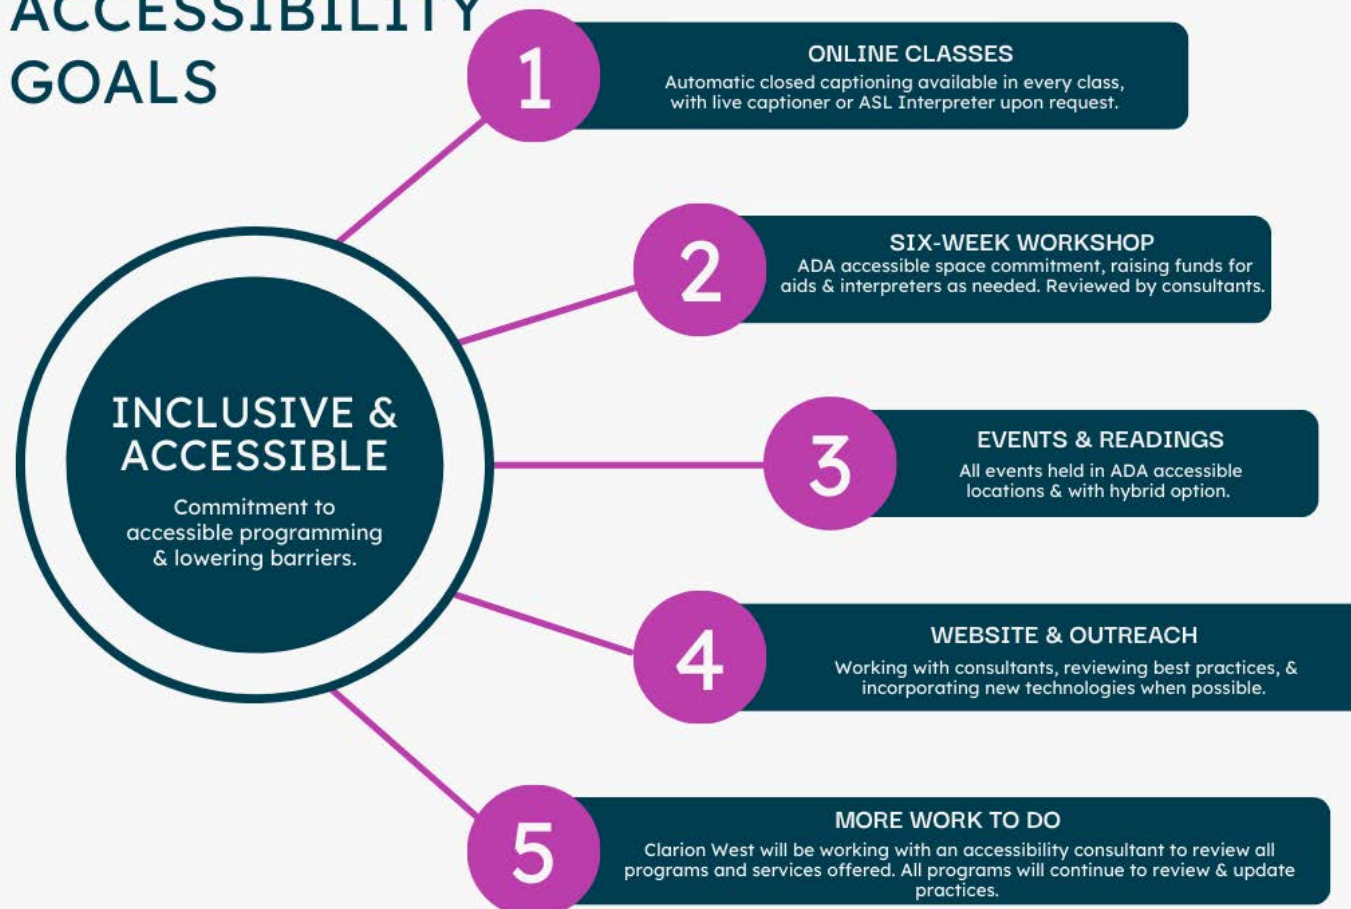 ACCESSIBILITY
GOALS
1
ONLINE CLASSES
Automatic closed captioning available in every class,
with live captioner or ASL Interpreter upon request.
2
SIX-WEEK WORKSHOP
ADA accessible space commitment, raising funds for
aids & interpreters as needed. Reviewed by consultants.
INCLUSIVE &
ACCESSIBLE
Commitment to
accessible programming
& lowering barriers.
3
EVENTS & READINGS
All events held in ADA accessible
locations & with hybrid option.
4
WEBSITE & OUTREACH
Working with consultants, reviewing best practices, &
incorporating new technologies when possible.
5
MORE WORK TO DO
Clarion West will be working with an accessibility consultant to review all
programs and services offered. All programs will continue to review & update
practices.